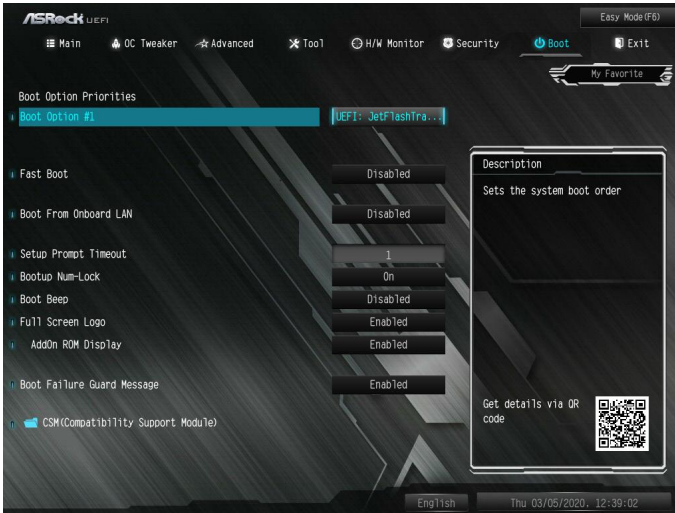 ASRock UEFI
Easy Mode(F6)
Main OC Tweaker Advanced Tool H/W Monitor Security Boot Exit
My Favorite
Boot Option Priorities
Boot Option #1 UEFI: JetFlashTra...
Fast Boot Disabled
Boot From Onboard LAN Disabled
Setup Prompt Timeout 1
Bootup Num-Lock On
Boot Beep Disabled
Full Screen Logo Enabled
AddOn ROM Display Enabled
Boot Failure Guard Message Enabled
CSM(Compatibility Support Module)
Description
Sets the system boot order
Get details via QR
code
English Thu 03/05/2020, 12:39:02